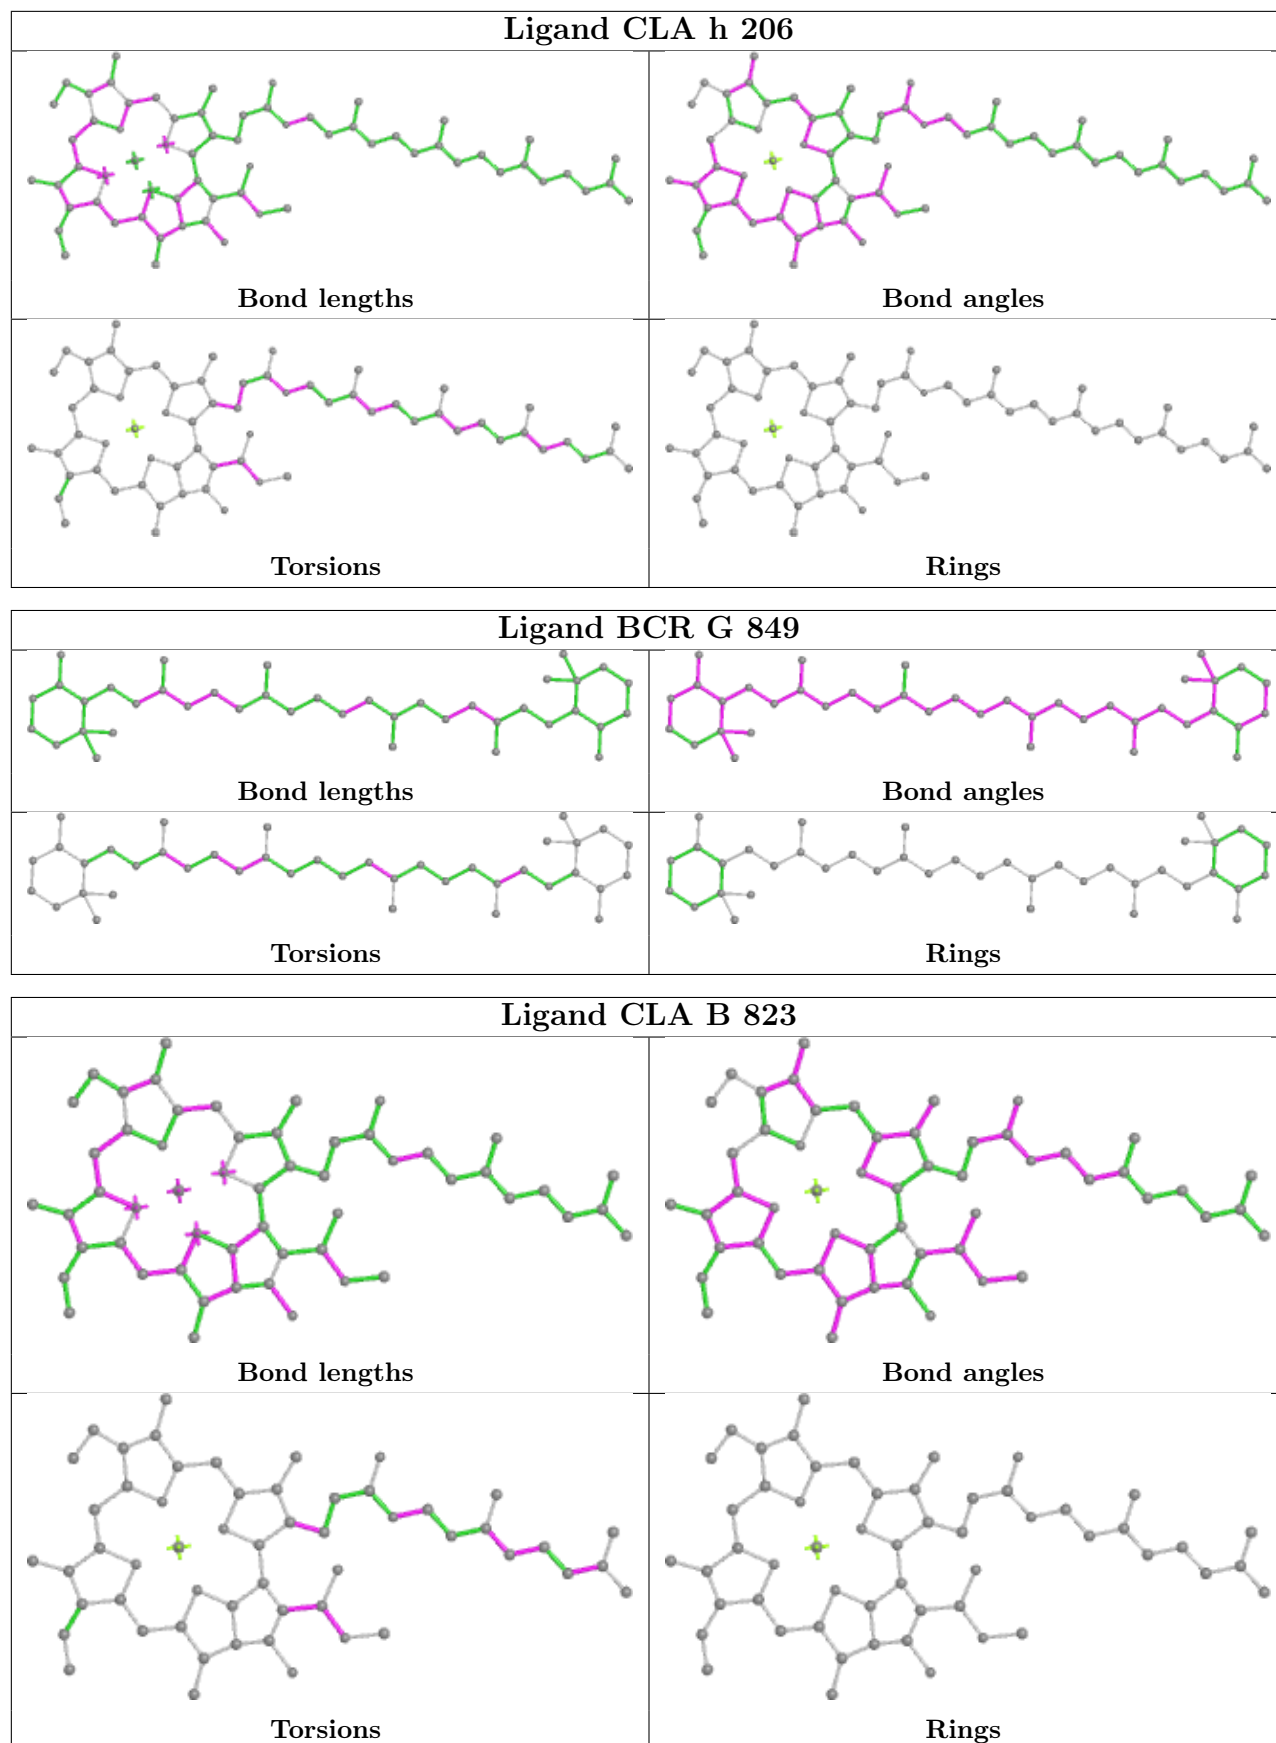 Ligand CLA h 206
Bond lengths
Bond angles
Torsions
Rings
Ligand BCR G 849
Bond lengths
Bond angles
Torsions
Rings
Ligand CLA B 823
Bond lengths
Bond angles
Torsions
Rings